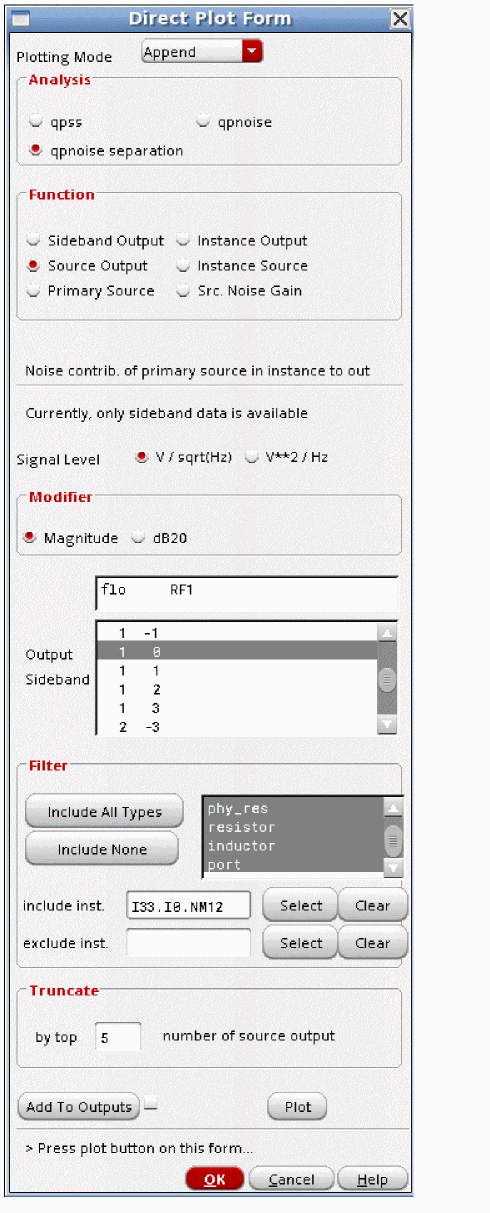 Direct Plot Form
Plotting Mode Append
Analysis
qpss qpnoise
qpnoise separation
Function
Sideband Output Instance Output
Source Output Instance Source
Primary Source Src. Noise Gain
Noise contrib. of primary source in instance to out
Currently, only sideband data is available
Signal Level V / sqrt(Hz) V**2 / Hz
Modifier
Magnitude dB20
flo RF1
Output Sideband
1 -1
1 0
1 1
1 2
1 3
2 -3
Filter
Include All Types
Include None
phy_res
resistor
inductor
port
include inst. I33.I0.NM12 Select Clear
exclude inst. Select Clear
Truncate
by top 5 number of source output
Add To Outputs Plot
> Press plot button on this form...
OK Cancel Help